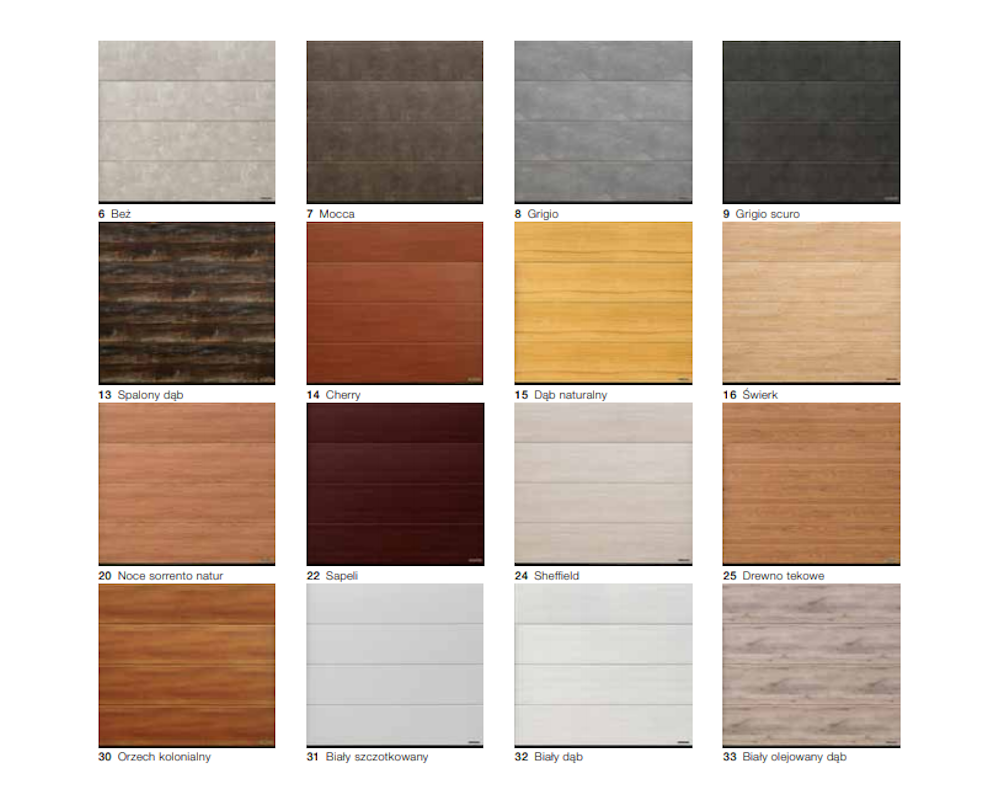 6 Beż
7 Mocca
8 Grigio
9 Grigio scuro
13 Spalony dąb
14 Cherry
15 Dąb naturalny
16 Świerk
20 Noce sorrento natur
22 Sapeli
24 Sheffield
25 Drewno tekowe
30 Orzech kolonialny
31 Biały szczotkowany
32 Biały dąb
33 Biały olejowany dąb